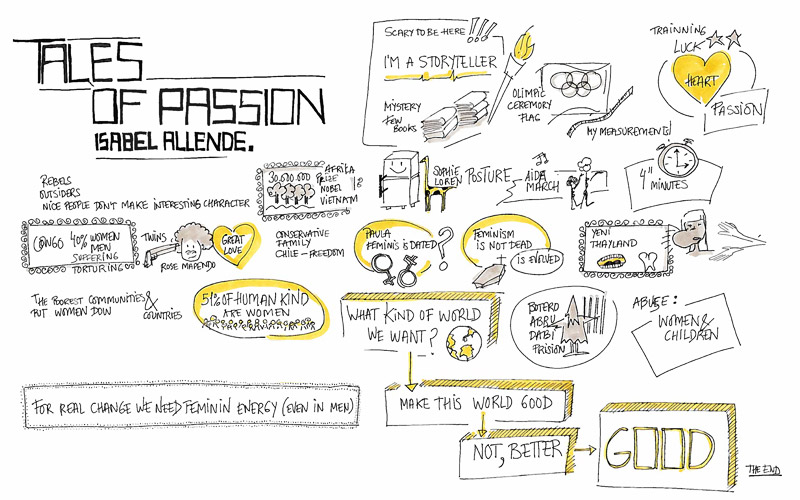 TALES
OF PASSION
ISABEL ALLENDE.
SCARY TO BE HERE !!!
I'M A STORYTELLER
MYSTERY
FEW
BOOKS
OLIMPIC
CEREMORY
FLAG
MY MEASUREMENT!
TRAINNING
LUCK
HEART
PASSION
REBELS
OUTSIDERS
NICE PEOPLE DON'T MAKE INTERESTING CHARACTER
30.000.000
AFRIKA
PRIZE
NOBEL
VIETNAM
SOPHIE
LOREN
POSTURE
AIDA
MARCH
4" MINUTES
CONGO
40% WOMEN
MEN
SUFFERING
TORTURING
TWINS
ROSE MAPENDO
GREAT
LOVE
CONSERVATIVE
FAMILY
CHILE – FREEDOM
PAULA
FEMINIS IS DATED
?
FEMINISM
IS NOT DEAD
IS EVOLVED
YENI
THAYLAND
THE POOREST COMMUNITIES
& COUNTRIES
PUT WOMEN DOW
51% OF HUMAN KIND
ARE WOMEN
WHAT KIND OF WORLD
WE WANT?
BOTERO
ABRU
DABI
PRISION
ABUSE:
WOMEN &
CHILDREN
FOR REAL CHANGE WE NEED FEMININ ENERGY (EVEN IN MEN)
MAKE THIS WORLD GOOD
NOT, BETTER
GOOD
THE END